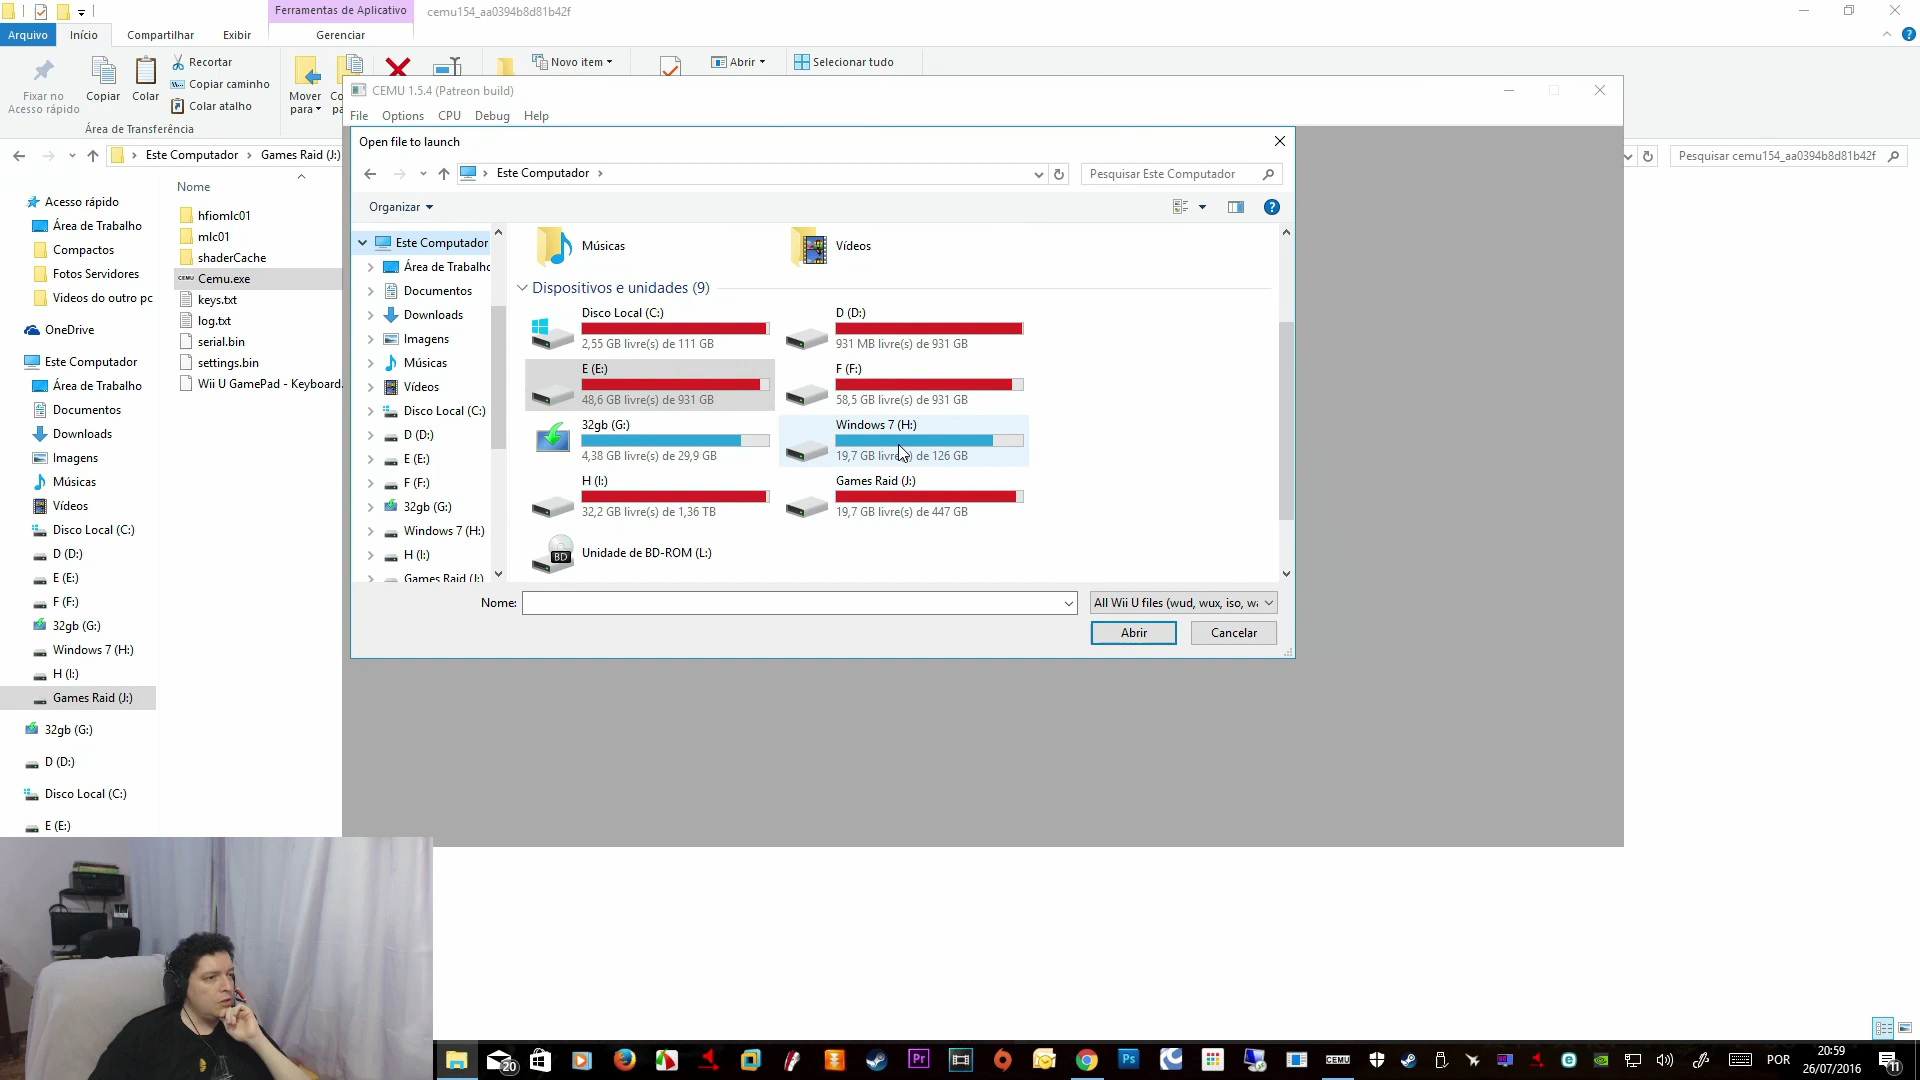 Ferramentas de Aplicativo
cemu154_aa0394b8d81b42f
Arquivo
Início
Compartilhar
Exibir
Gerenciar
Fixar no
Acesso rápido
Copiar
Colar
Recortar
Copiar caminho
Colar atalho
Área de Transferência
Mover
para
Novo item
Abrir
Selecionar tudo
Este Computador
Games Raid (J:)
Pesquisar cemu154_aa0394b8d81b42f
Acesso rápido
Área de Trabalho
Compactos
Fotos Servidores
Videos do outro pc
OneDrive
Este Computador
Área de Trabalho
Documentos
Downloads
Imagens
Músicas
Vídeos
Disco Local (C:)
D (D:)
E (E:)
F (F:)
32gb (G:)
Windows 7 (H:)
H (I:)
Games Raid (J:)
32gb (G:)
D (D:)
Disco Local (C:)
E (E:)
Nome
hfiomlc01
mlc01
shaderCache
Cemu.exe
keys.txt
log.txt
serial.bin
settings.bin
Wii U GamePad - Keyboard.
CEMU 1.5.4 (Patreon build)
File
Options
CPU
Debug
Help
Open file to launch
Este Computador
Pesquisar Este Computador
Organizar
Este Computador
Área de Trabalho
Documentos
Downloads
Imagens
Músicas
Vídeos
Disco Local (C:)
D (D:)
E (E:)
F (F:)
32gb (G:)
Windows 7 (H:)
H (I:)
Games Raid (J:)
Músicas
Vídeos
Dispositivos e unidades (9)
Disco Local (C:)
2,55 GB livre(s) de 111 GB
D (D:)
931 MB livre(s) de 931 GB
E (E:)
48,6 GB livre(s) de 931 GB
F (F:)
58,5 GB livre(s) de 931 GB
32gb (G:)
4,38 GB livre(s) de 29,9 GB
Windows 7 (H:)
19,7 GB livre(s) de 126 GB
H (I:)
32,2 GB livre(s) de 1,36 TB
Games Raid (J:)
19,7 GB livre(s) de 447 GB
BD
Unidade de BD-ROM (L:)
Nome:
All Wii U files (wud, wux, iso, wa
Abrir
Cancelar
20
Pr
Ps
CEMU
POR
20:59
26/07/2016
11